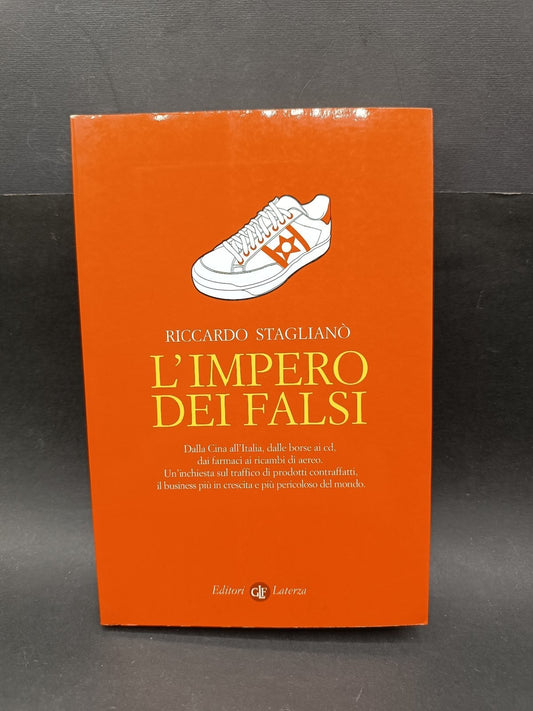 RICCARDO STAGLIANÒ
L'IMPERO
DEI FALSI
Dalla Cina all'Italia, dalle borse ai cd,
dai farmaci ai ricambi di aereo.
Un'inchiesta sul traffico di prodotti contraffatti,
il business più in crescita e più pericoloso del mondo.
Editori GLF Laterza